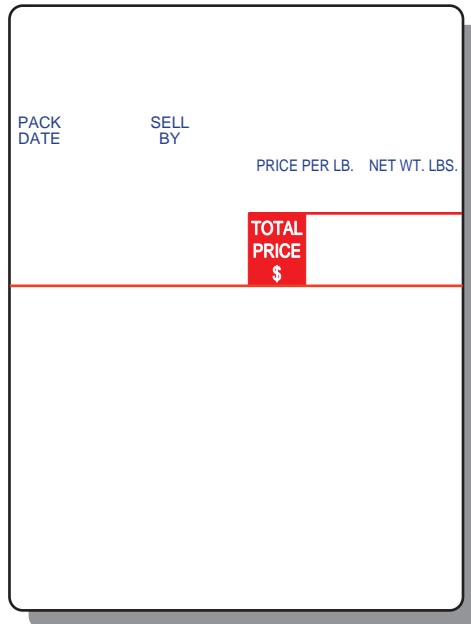 PACK
DATE
SELL
BY
PRICE PER LB. NET WT. LBS.
TOTAL
PRICE
$